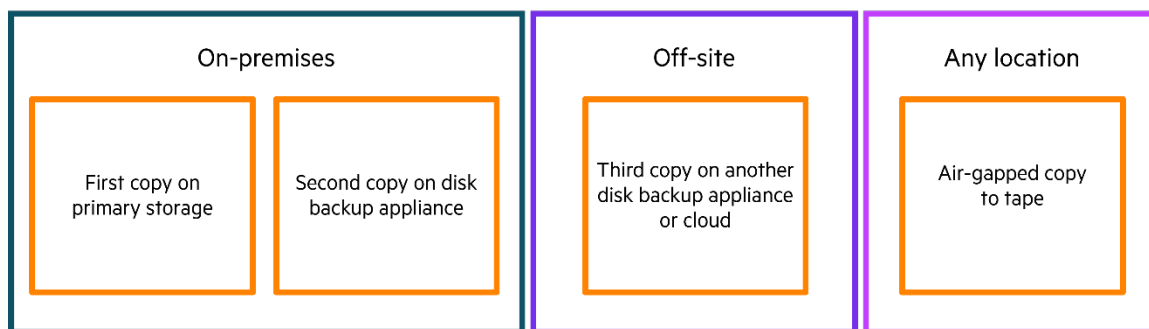 On-premises
First copy on
primary storage
Second copy on disk
backup appliance
Off-site
Third copy on another
disk backup appliance
or cloud
Any location
Air-gapped copy
to tape